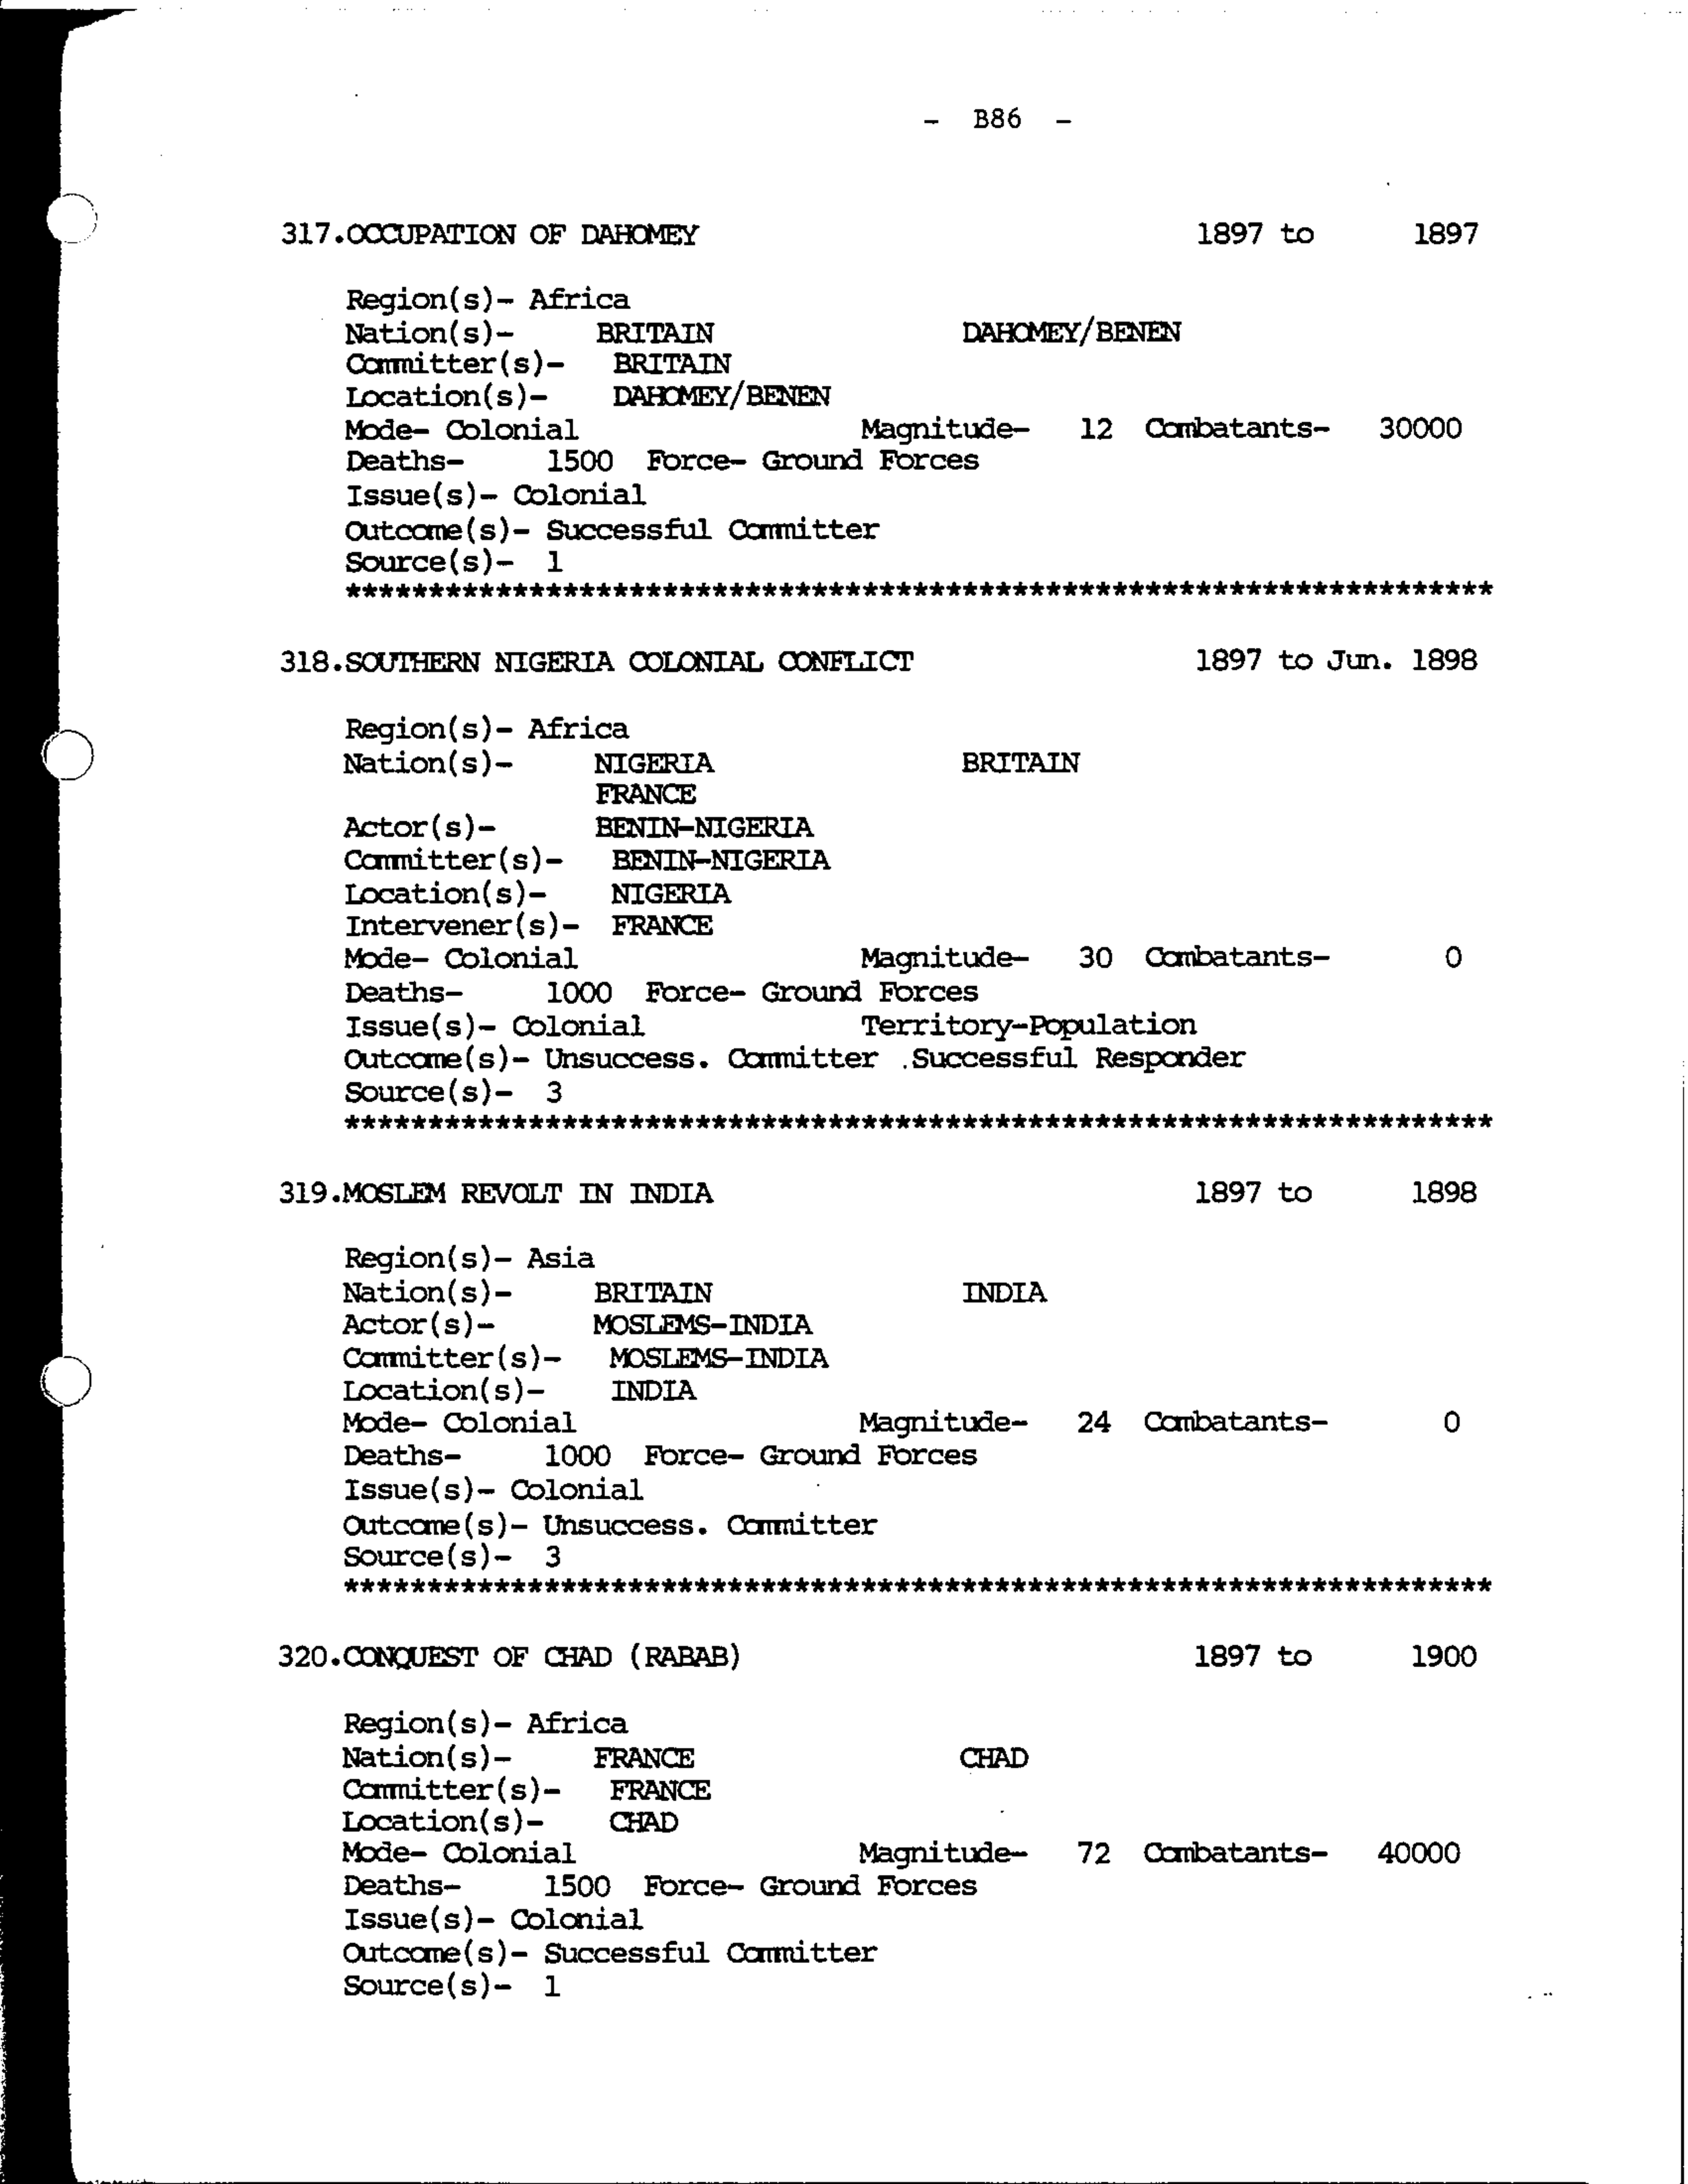 - B86 -
317.OCCUPATION OF DAHOMEY 1897 to 1897
Region(s)- Africa
Nation(s)- BRITAIN DAHOMEY/BENEN
Committer(s)- BRITAIN
Location(s)- DAHOMEY/BENEN
Mode- Colonial Magnitude- 12 Combatants- 30000
Deaths- 1500 Force- Ground Forces
Issue(s)- Colonial
Outcome(s)- Successful Committer
Source(s)- 1
*********************************************************************
318.SOUTHERN NIGERIA COLONIAL CONFLICT 1897 to Jun. 1898
Region(s)- Africa
Nation(s)- NIGERIA BRITAIN
FRANCE
Actor(s)- BENIN-NIGERIA
Committer(s)- BENIN-NIGERIA
Location(s)- NIGERIA
Intervener(s)- FRANCE
Mode- Colonial Magnitude- 30 Combatants- 0
Deaths- 1000 Force- Ground Forces
Issue(s)- Colonial Territory-Population
Outcome(s)- Unsuccess. Committer .Successful Responder
Source(s)- 3
*********************************************************************
319.MOSLEM REVOLT IN INDIA 1897 to 1898
Region(s)- Asia
Nation(s)- BRITAIN INDIA
Actor(s)- MOSLEMS-INDIA
Committer(s)- MOSLEMS-INDIA
Location(s)- INDIA
Mode- Colonial Magnitude- 24 Combatants- 0
Deaths- 1000 Force- Ground Forces
Issue(s)- Colonial
Outcome(s)- Unsuccess. Committer
Source(s)- 3
*********************************************************************
320.CONQUEST OF CHAD (RABAB) 1897 to 1900
Region(s)- Africa
Nation(s)- FRANCE CHAD
Committer(s)- FRANCE
Location(s)- CHAD
Mode- Colonial Magnitude- 72 Combatants- 40000
Deaths- 1500 Force- Ground Forces
Issue(s)- Colonial
Outcome(s)- Successful Committer
Source(s)- 1